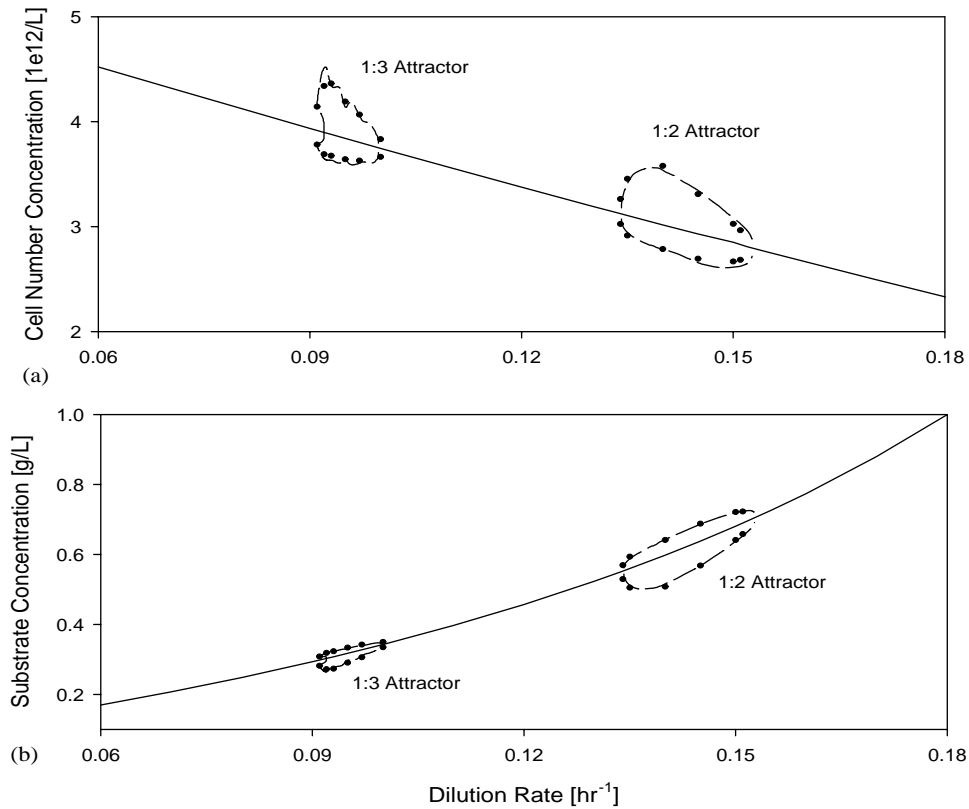 Cell Number Concentration [1e12/L]
5
4
3
2
1:3 Attractor
1:2 Attractor
0.06 0.09 0.12 0.15 0.18
(a)
Substrate Concentration [g/L]
1.0
0.8
0.6
0.4
0.2
1:2 Attractor
1:3 Attractor
(b)
0.06 0.09 0.12 0.15 0.18
Dilution Rate [hr⁻¹]